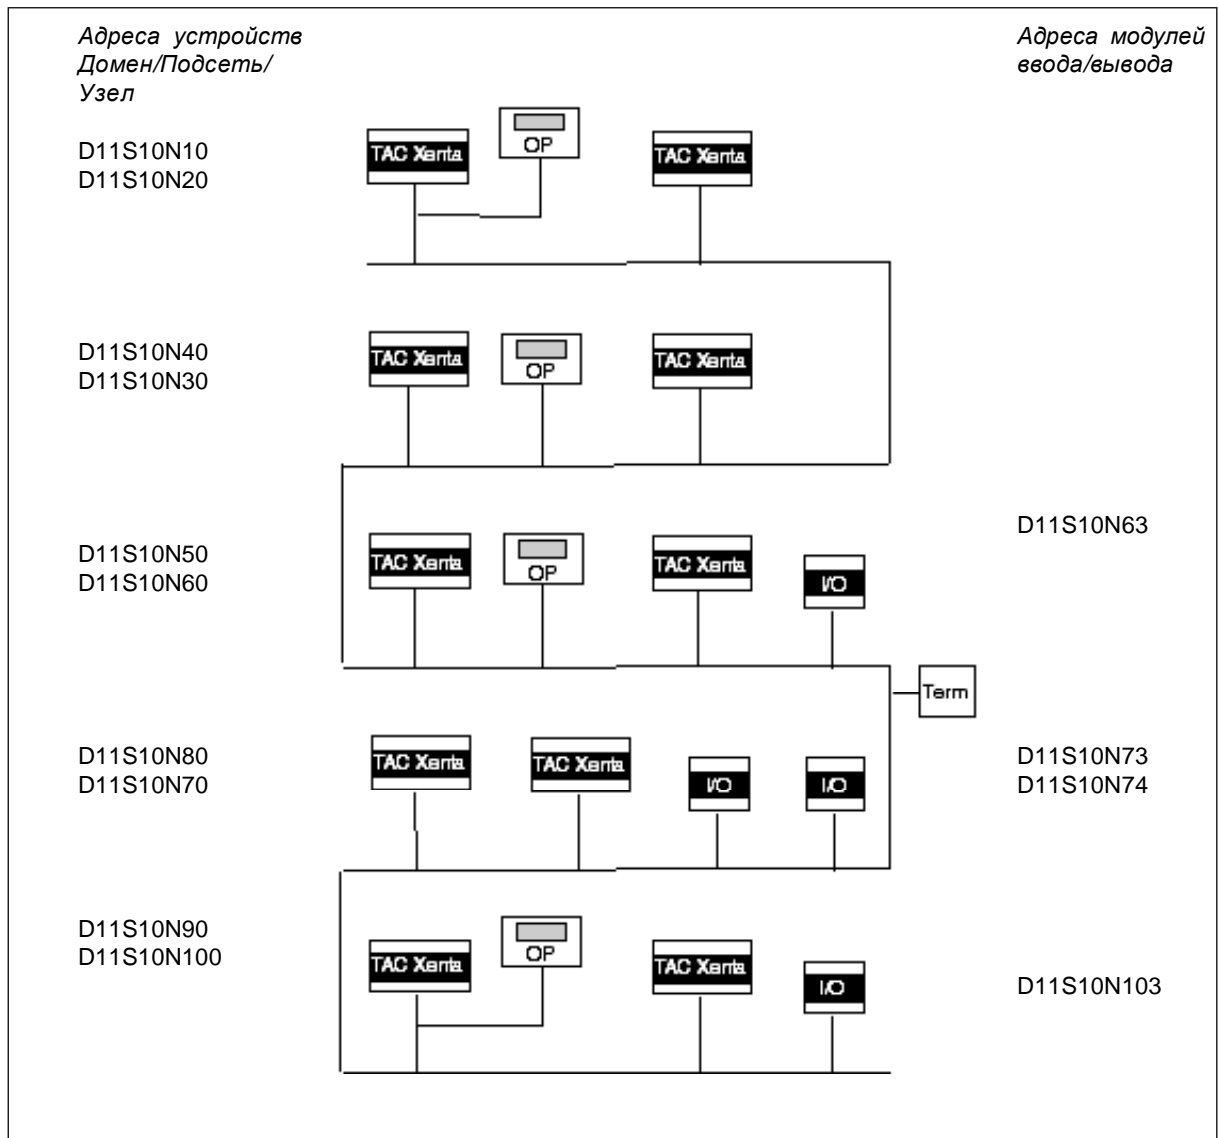 Адреса устройств
Домен/Подсеть/
Узел
Адреса модулей
ввода/вывода
D11S10N10
D11S10N20
TAC Xenta
OP
TAC Xenta
D11S10N40
D11S10N30
TAC Xenta
OP
TAC Xenta
D11S10N50
D11S10N60
TAC Xenta
OP
TAC Xenta
I/O
D11S10N63
Term
D11S10N80
D11S10N70
TAC Xenta
TAC Xenta
I/O
I/O
D11S10N73
D11S10N74
D11S10N90
D11S10N100
TAC Xenta
OP
TAC Xenta
I/O
D11S10N103